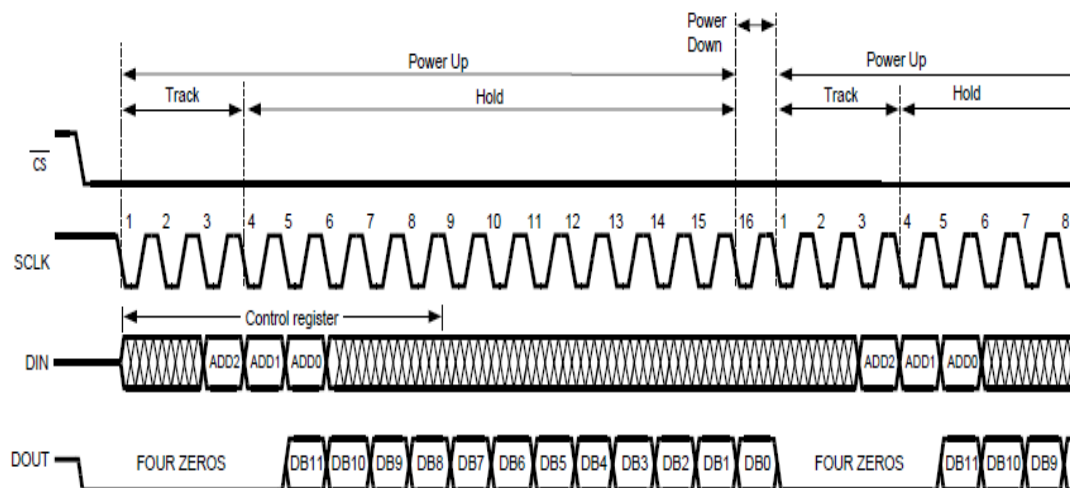 Power Down
Power Up
Power Up
Track
Hold
Track
Hold
CS
1 2 3 4 5 6 7 8 9 10 11 12 13 14 15 16 1 2 3 4 5 6 7 8
SCLK
Control register
DIN
ADD2 ADD1 ADD0 ADD2 ADD1 ADD0
DOUT
FOUR ZEROS DB11 DB10 DB9 DB8 DB7 DB6 DB5 DB4 DB3 DB2 DB1 DB0 FOUR ZEROS DB11 DB10 DB9